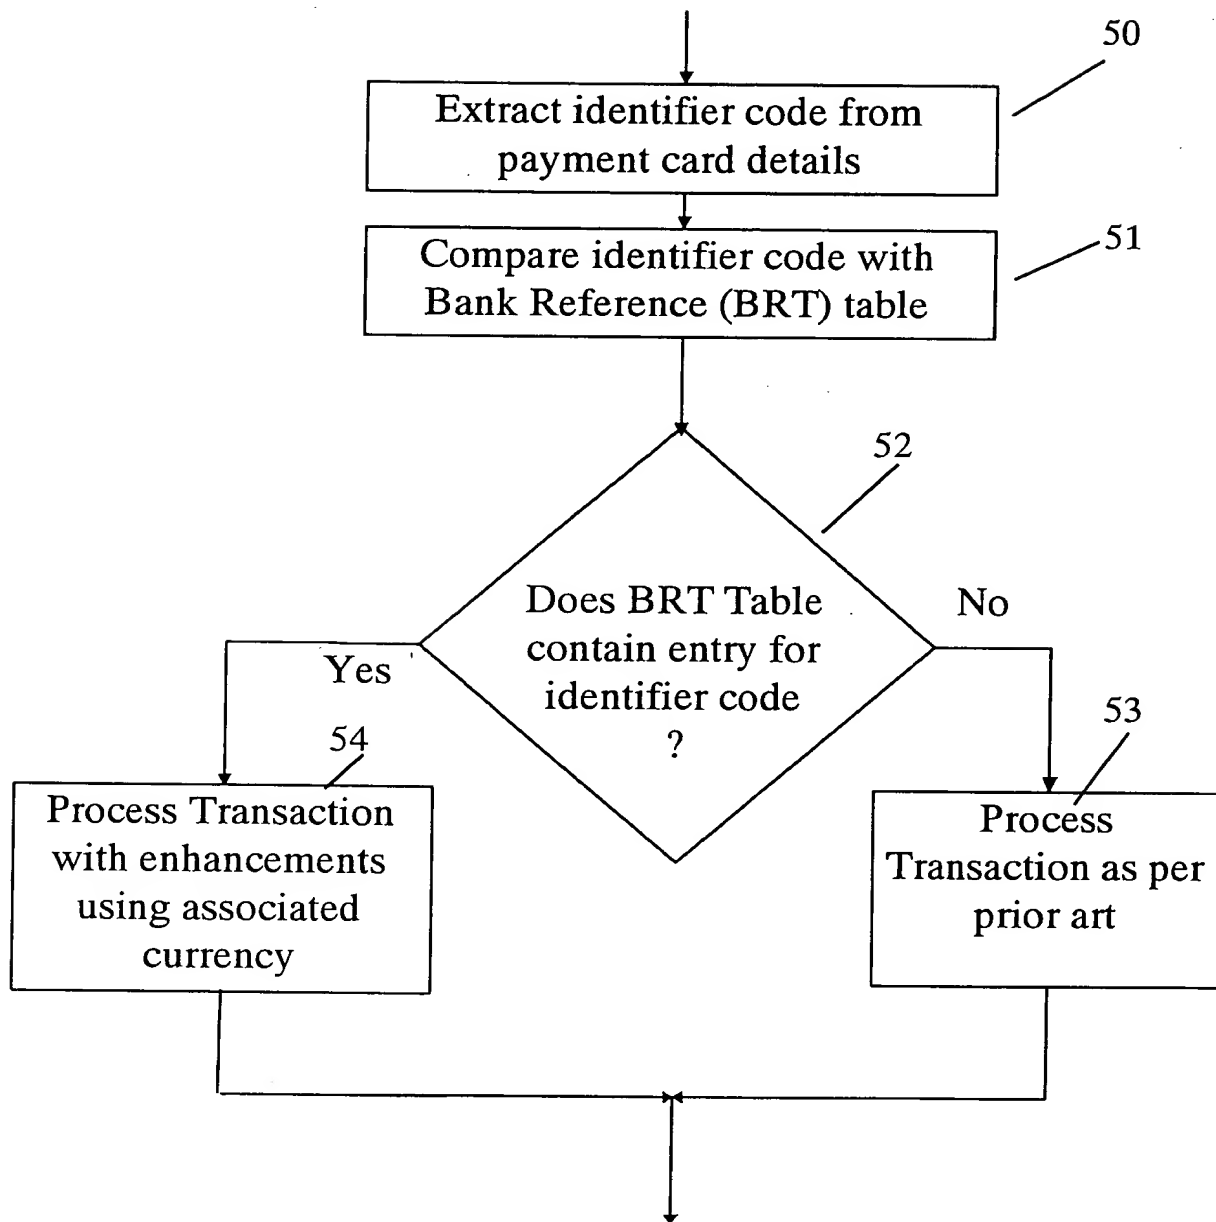 50
Extract identifier code from
payment card details
51
Compare identifier code with
Bank Reference (BRT) table
52
Does BRT Table
contain entry for
identifier code
?
No
Yes
54
53
Process Transaction
with enhancements
using associated
currency
Process
Transaction as per
prior art